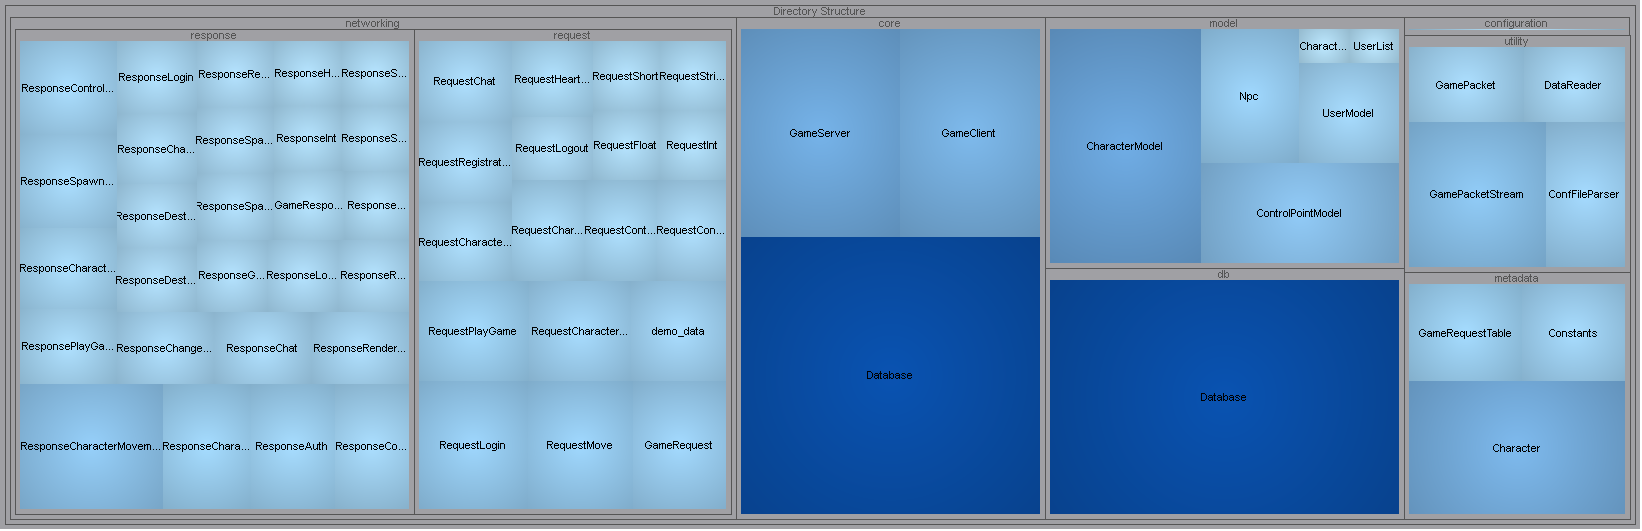 Directory Structure
networking
core
model
configuration
response
request
utility
ResponseControl...
ResponseLogin
ResponseRe...
ResponseH...
ResponseS...
ResponseSpawn...
ResponseCha...
ResponseSpa...
ResponseInt
ResponseS...
ResponseDest...
ResponseSpa...
GameRespo...
Response...
ResponseCharact...
ResponseDest...
ResponseG...
ResponseLo...
ResponseR...
ResponsePlayGa...
ResponseChange...
ResponseChat
ResponseRender...
ResponseCharacterMovem...
ResponseChara...
ResponseAuth
ResponseCo...
RequestChat
RequestHeart...
RequestShort
RequestStri...
RequestRegistrat...
RequestLogout
RequestFloat
RequestInt
RequestCharacte...
RequestChar...
RequestCont...
RequestCon...
RequestPlayGame
RequestCharacter...
demo_data
RequestLogin
RequestMove
GameRequest
GameServer
GameClient
Database
CharacterModel
Npc
Charact...
UserList
UserModel
ControlPointModel
db
Database
GamePacket
DataReader
GamePacketStream
ConfFileParser
metadata
GameRequestTable
Constants
Character